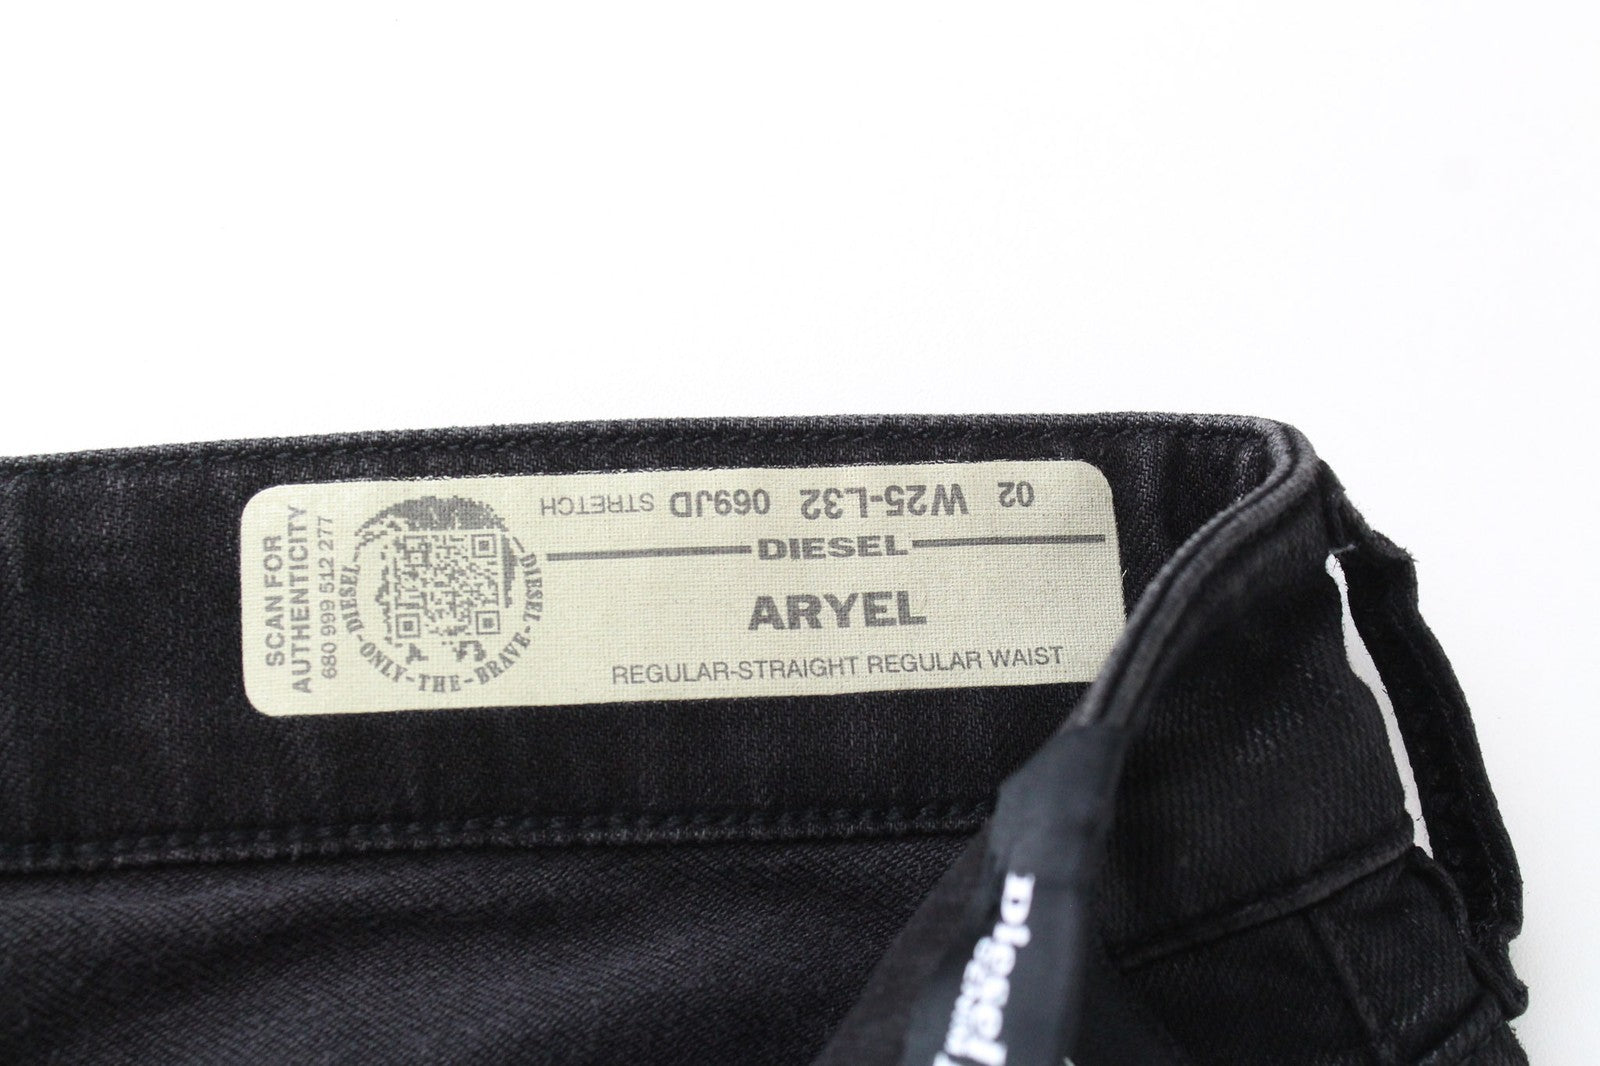 SCAN FOR
AUTHENTICITY
680 999 512 277
DIESEL-ONLY-THE-BRAVE-DIESEL
02 W25-L32 069JD STRETCH
DIESEL
ARYEL
REGULAR-STRAIGHT REGULAR WAIST
Diesel